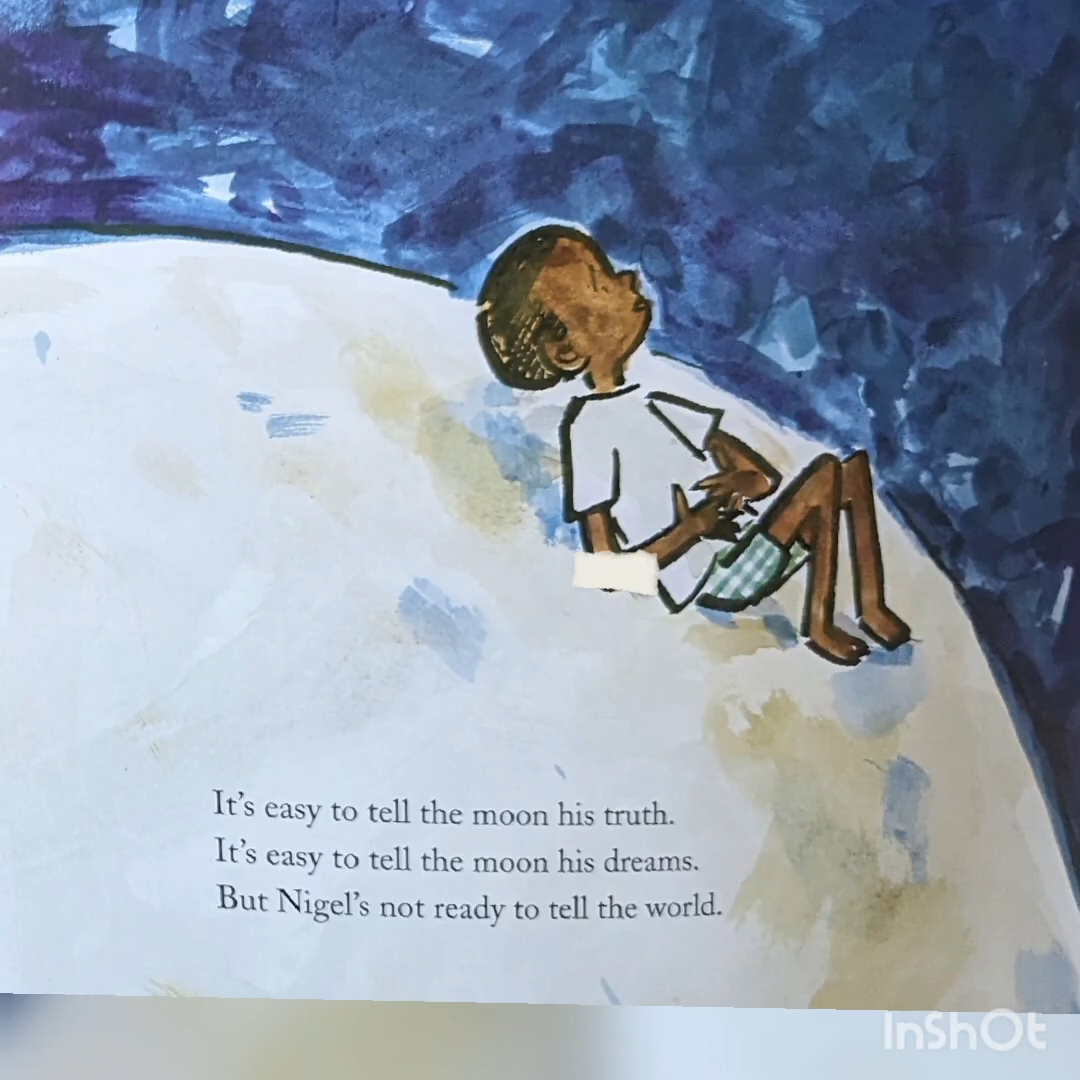 It's easy to tell the moon his truth.
It's easy to tell the moon his dreams.
But Nigel's not ready to tell the world.
InShOt